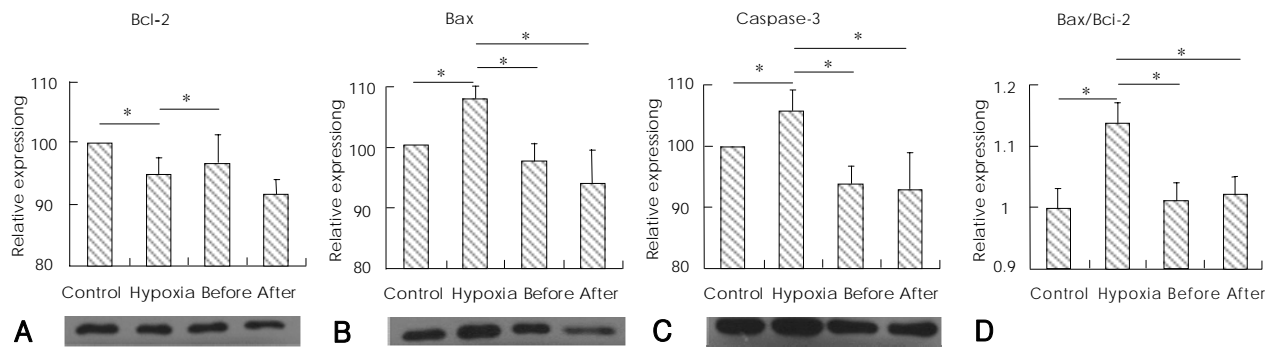 Bcl-2
*
*
Relative expressiong
110
100
90
80
Control Hypoxia Before After
A
Bax
*
*
*
Relative expressiong
110
100
90
80
Control Hypoxia Before After
B
Caspase-3
*
*
*
Relative expressiong
110
100
90
80
Control Hypoxia Before After
C
Bax/Bci-2
*
*
*
Relative expressiong
1.2
1.1
1
0.9
Control Hypoxia Before After
D